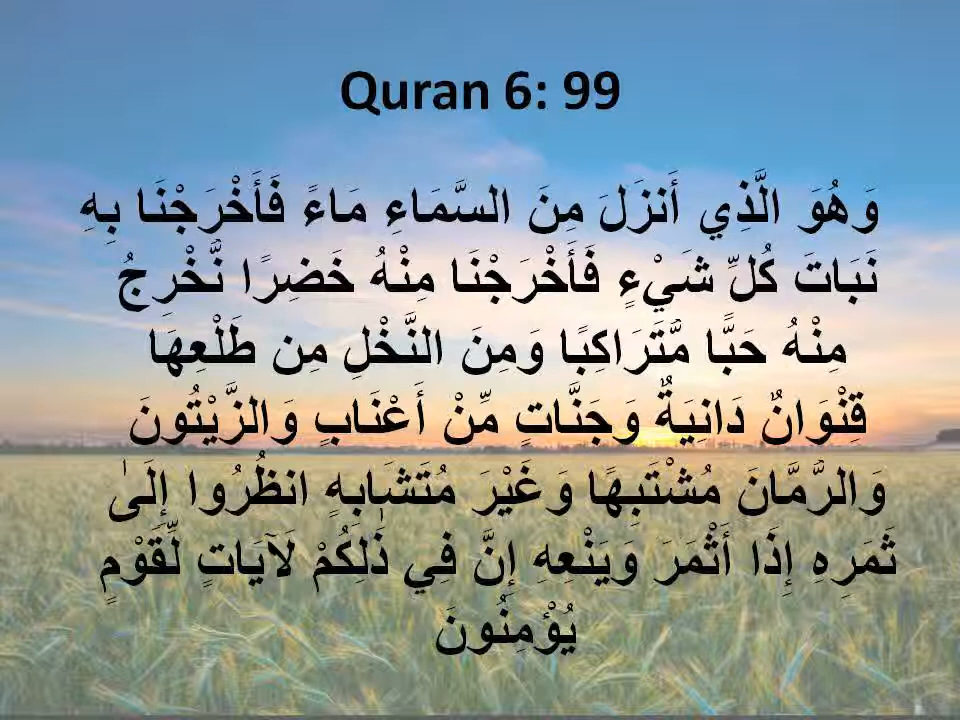 Quran 6: 99
وَهُوَ الَّذِي أَنزَلَ مِنَ السَّمَاءِ مَاءً فَأَخْرَجْنَا بِهِ
نَبَاتَ كُلِّ شَيْءٍ فَأَخْرَجْنَا مِنْهُ خَضِرًا نُّخْرِجُ
مِنْهُ حَبًّا مُّتَرَاكِبًا وَمِنَ النَّخْلِ مِن طَلْعِهَا
قِنْوَانٌ دَانِيَةٌ وَجَنَّاتٍ مِّنْ أَعْنَابٍ وَالزَّيْتُونَ
وَالرُّمَّانَ مُشْتَبِهًا وَغَيْرَ مُتَشَابِهٍ انظُرُوا إِلَىٰ
ثَمَرِهِ إِذَا أَثْمَرَ وَيَنْعِهِ إِنَّ فِي ذَٰلِكُمْ لَآيَاتٍ لِّقَوْمٍ
يُؤْمِنُونَ